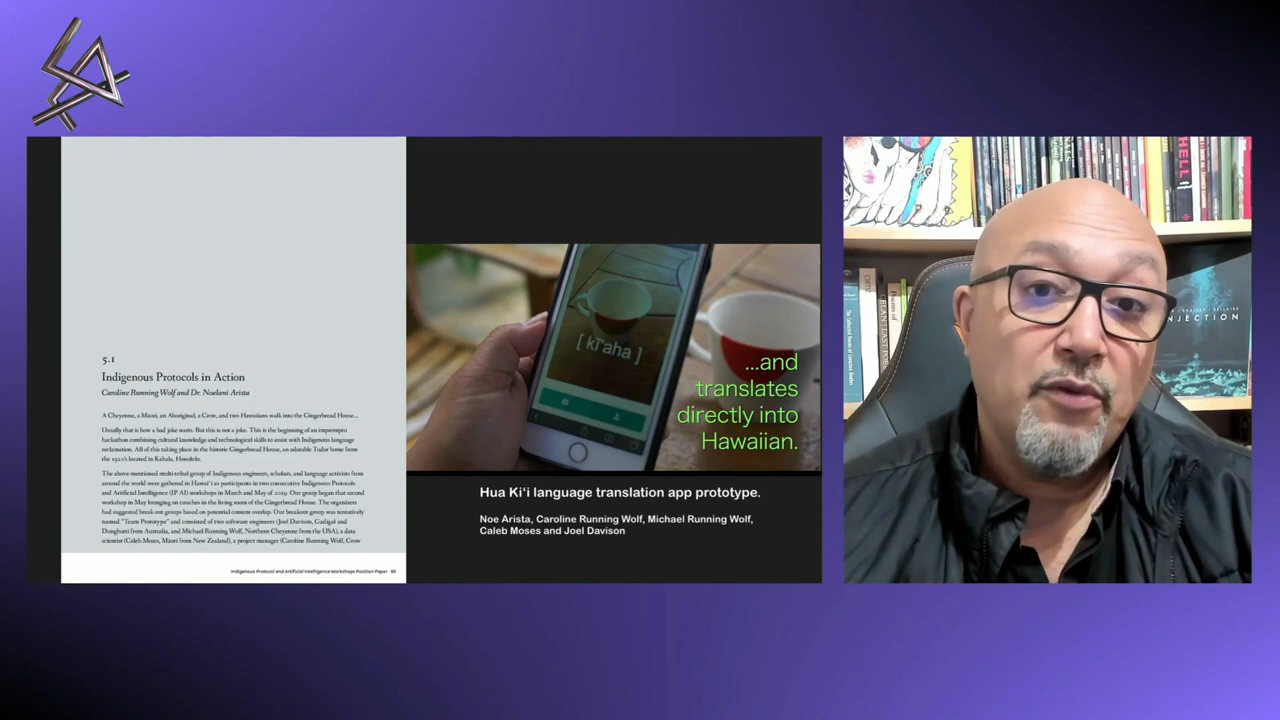 5.1
Indigenous Protocols in Action
Caroline Running Wolf and Dr. Noelani Arista
A Cheyenne, a Māori, an Aboriginal, a Crow, and two Hawaiians walk into the Gingerbread House...
Usually that is how a bad joke starts. But this is not a joke. This is the beginning of an impromptu
hackathon combining cultural knowledge and technological skills to assist with Indigenous language
reclamation. All of this taking place in the historic Gingerbread House, an adorable Tudor home from
the 1920's located in Kahala, Honolulu.
The above-mentioned multi-tribal group of Indigenous engineers, scholars, and language activists from
around the world were gathered in Hawai'i as participants in two consecutive Indigenous Protocols
and Artificial Intelligence (IP AI) workshops in March and May of 2019. Our group began that second
workshop in May lounging on couches in the living room of the Gingerbread House. The organizers
had suggested break-out groups based on potential content overlap. Our breakout group was tentatively
named "Team Prototype" and consisted of two software engineers (Joel Davison, Gadigal and
Dunghutti from Australia, and Michael Running Wolf, Northern Cheyenne from the USA), a data
scientist (Caleb Moses, Māori from New Zealand), a project manager (Caroline Running Wolf, Crow
Indigenous Protocol and Artificial Intelligence Workshops Position Paper 93
[ kīʻaha ]
...and
translates
directly into
Hawaiian.
Hua Kiʻi language translation app prototype.
Noe Arista, Caroline Running Wolf, Michael Running Wolf,
Caleb Moses and Joel Davison
HELL
NJECTION